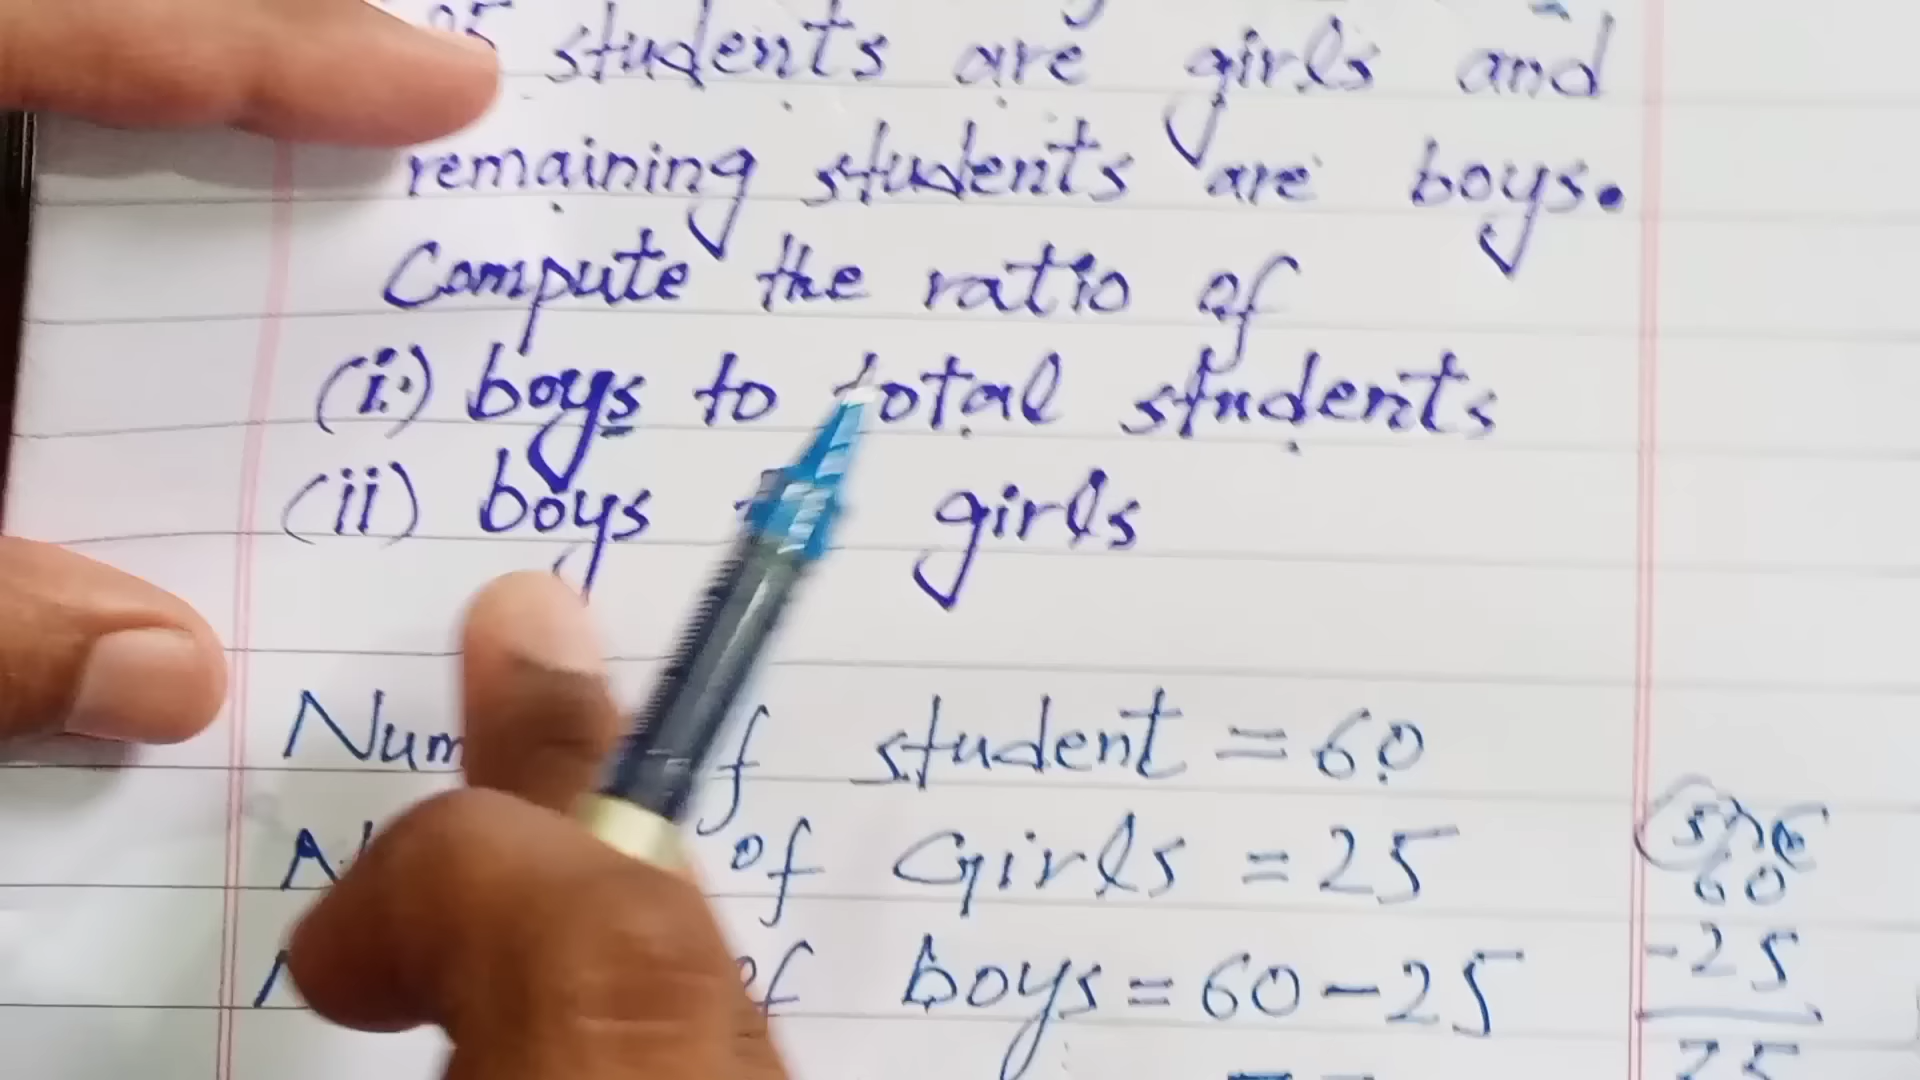 students are girls and
remaining students are boys.
Compute the ratio of
(i) boys to total students
(ii) boys girls
student = 60
of Girls = 25
of boys = 60 - 25
60
-25